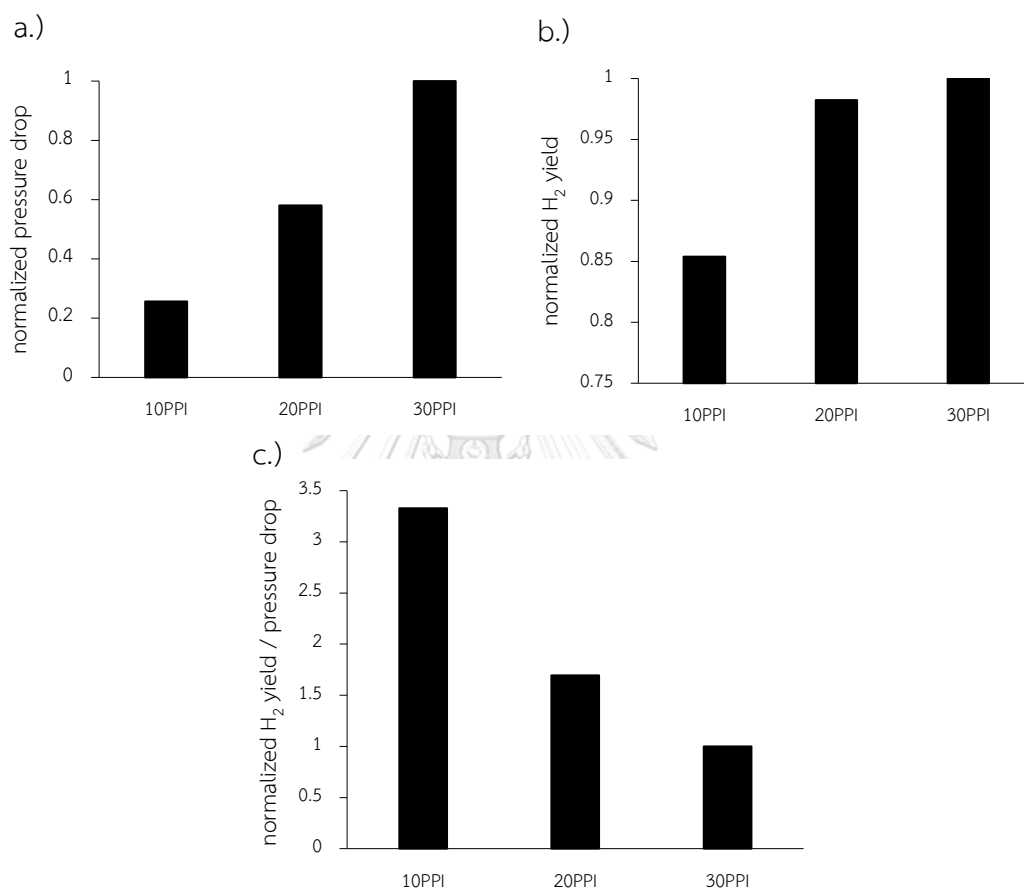 a.)
normalized pressure drop
1
0.8
0.6
0.4
0.2
0
10PPI 20PPI 30PPI
b.)
normalized H₂ yield
1
0.95
0.9
0.85
0.8
0.75
10PPI 20PPI 30PPI
c.)
normalized H₂ yield / pressure drop
3.5
3
2.5
2
1.5
1
0.5
0
10PPI 20PPI 30PPI